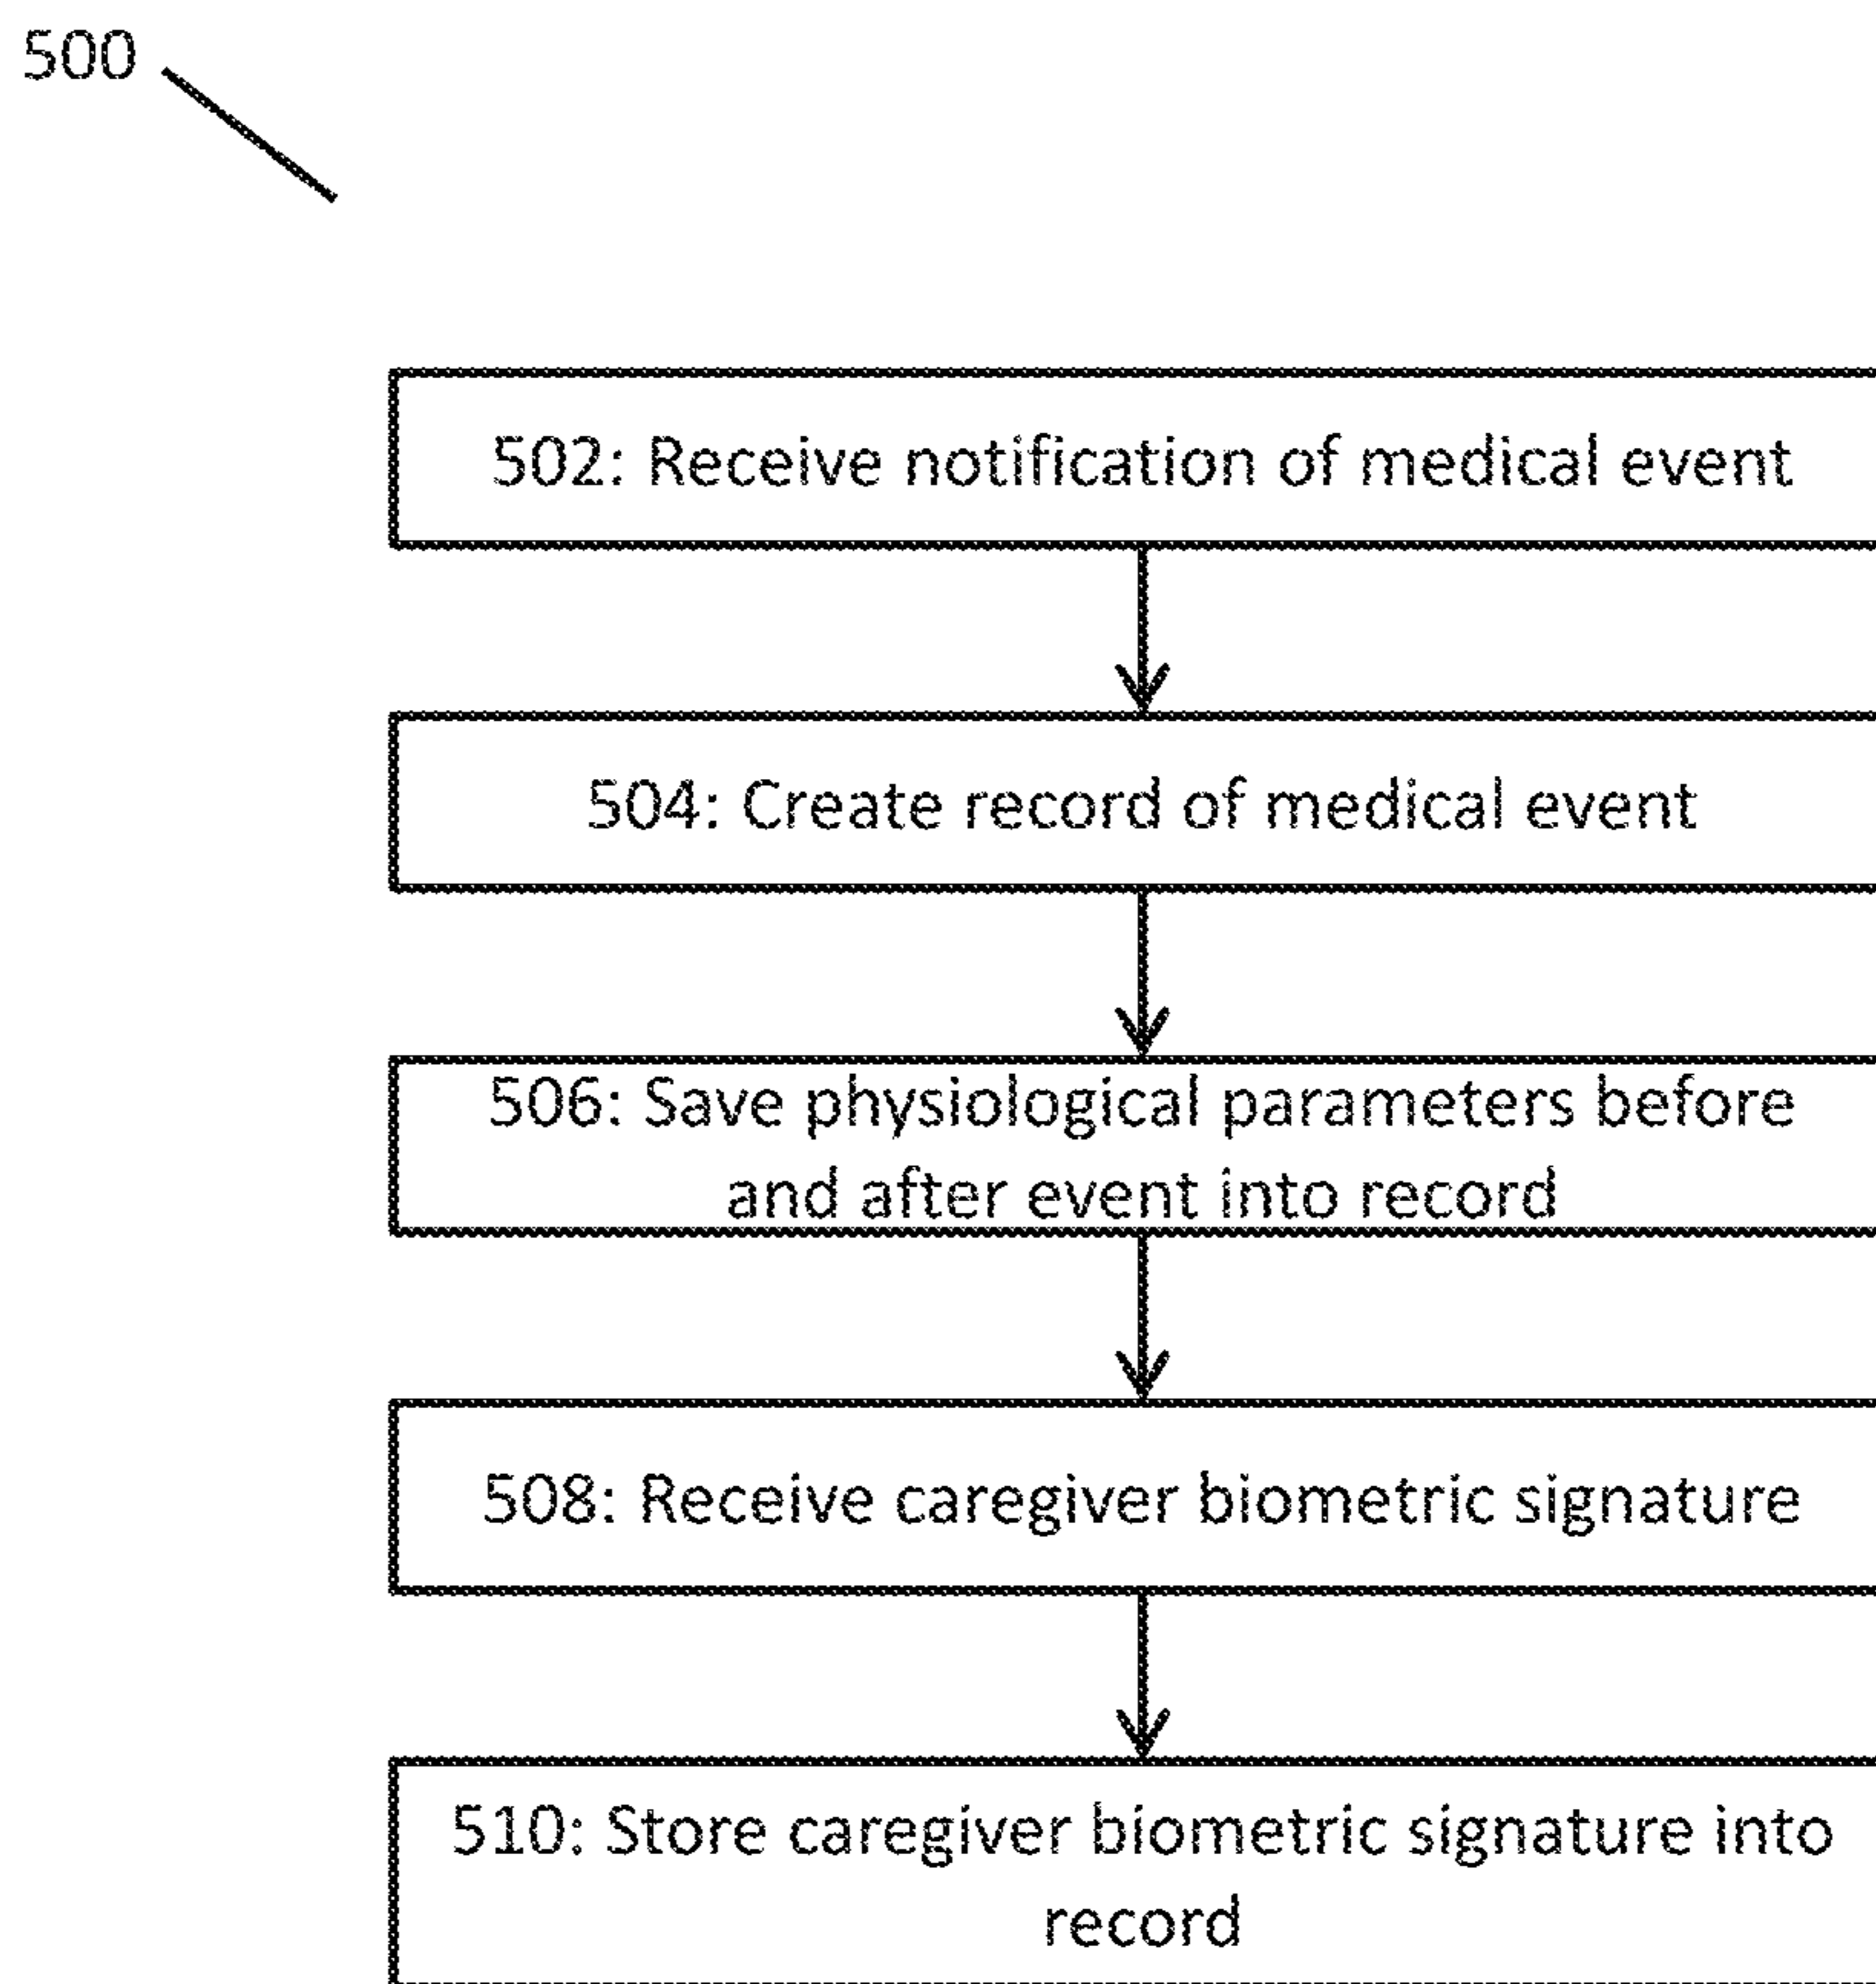 500
502: Receive notification of medical event
504: Create record of medical event
506: Save physiological parameters before
and after event into record
508: Receive caregiver biometric signature
510: Store caregiver biometric signature into
record